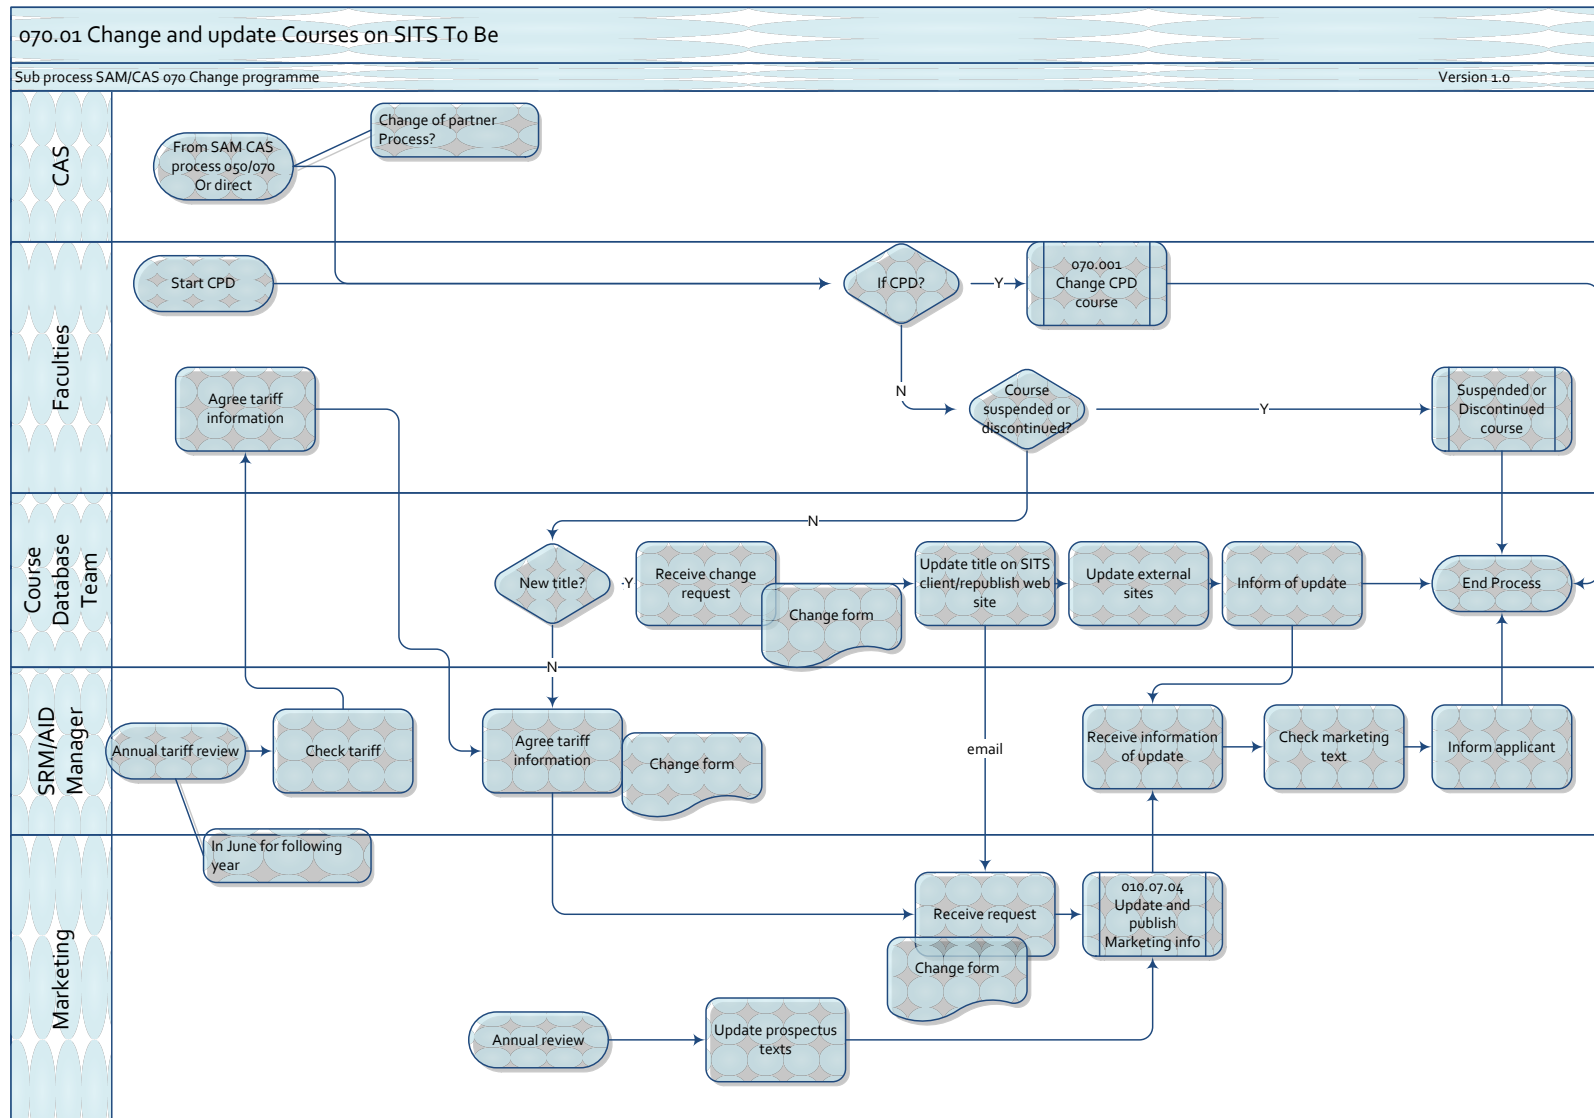 070.01 Change and update Courses on SITS To Be
Sub process SAM/CAS 070 Change programme
Version 1.0
CAS
From SAM CAS
process 050/070
Or direct
Change of partner
Process?
Faculties
Start CPD
If CPD?
Y
070.001
Change CPD
course
N
Agree tariff
information
Course
suspended or
discontinued?
Y
Suspended or
Discontinued
course
Course
Database
Team
N
New title?
Y
Receive change
request
Change form
Update title on SITS
client/republish web
site
Update external
sites
Inform of update
End Process
N
SRM/AID
Manager
Annual tariff review
Check tariff
Agree tariff
information
Change form
email
Receive information
of update
Check marketing
text
Inform applicant
In June for following
year
Marketing
Receive request
Change form
010.07.04
Update and
publish
Marketing info
Annual review
Update prospectus
texts